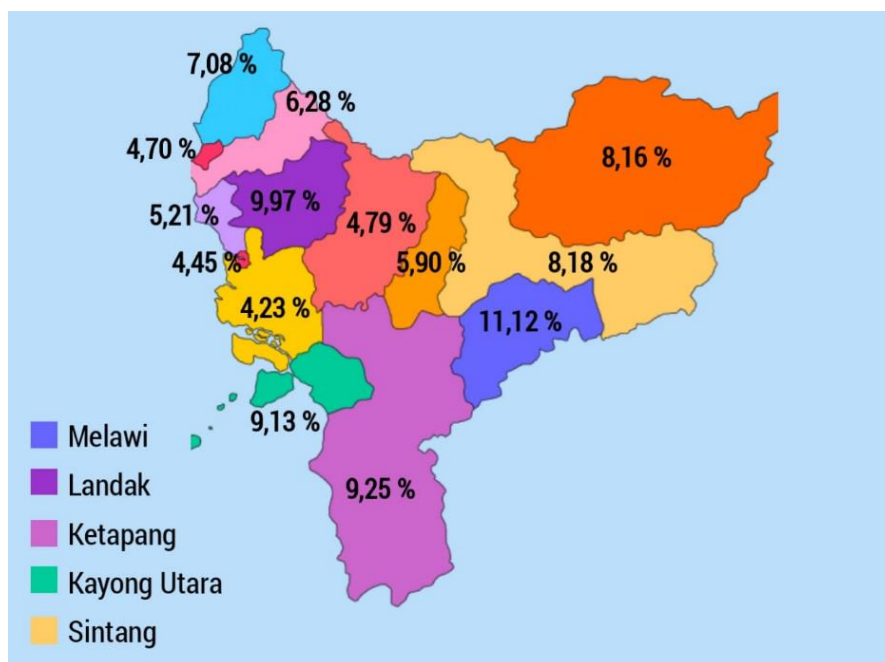 7,08 %
6,28 %
4,70 %
8,16 %
9,97 %
5,21 %
4,79 %
4,45 %
5,90 %
8,18 %
4,23 %
11,12 %
9,13 %
9,25 %
Melawi
Landak
Ketapang
Kayong Utara
Sintang